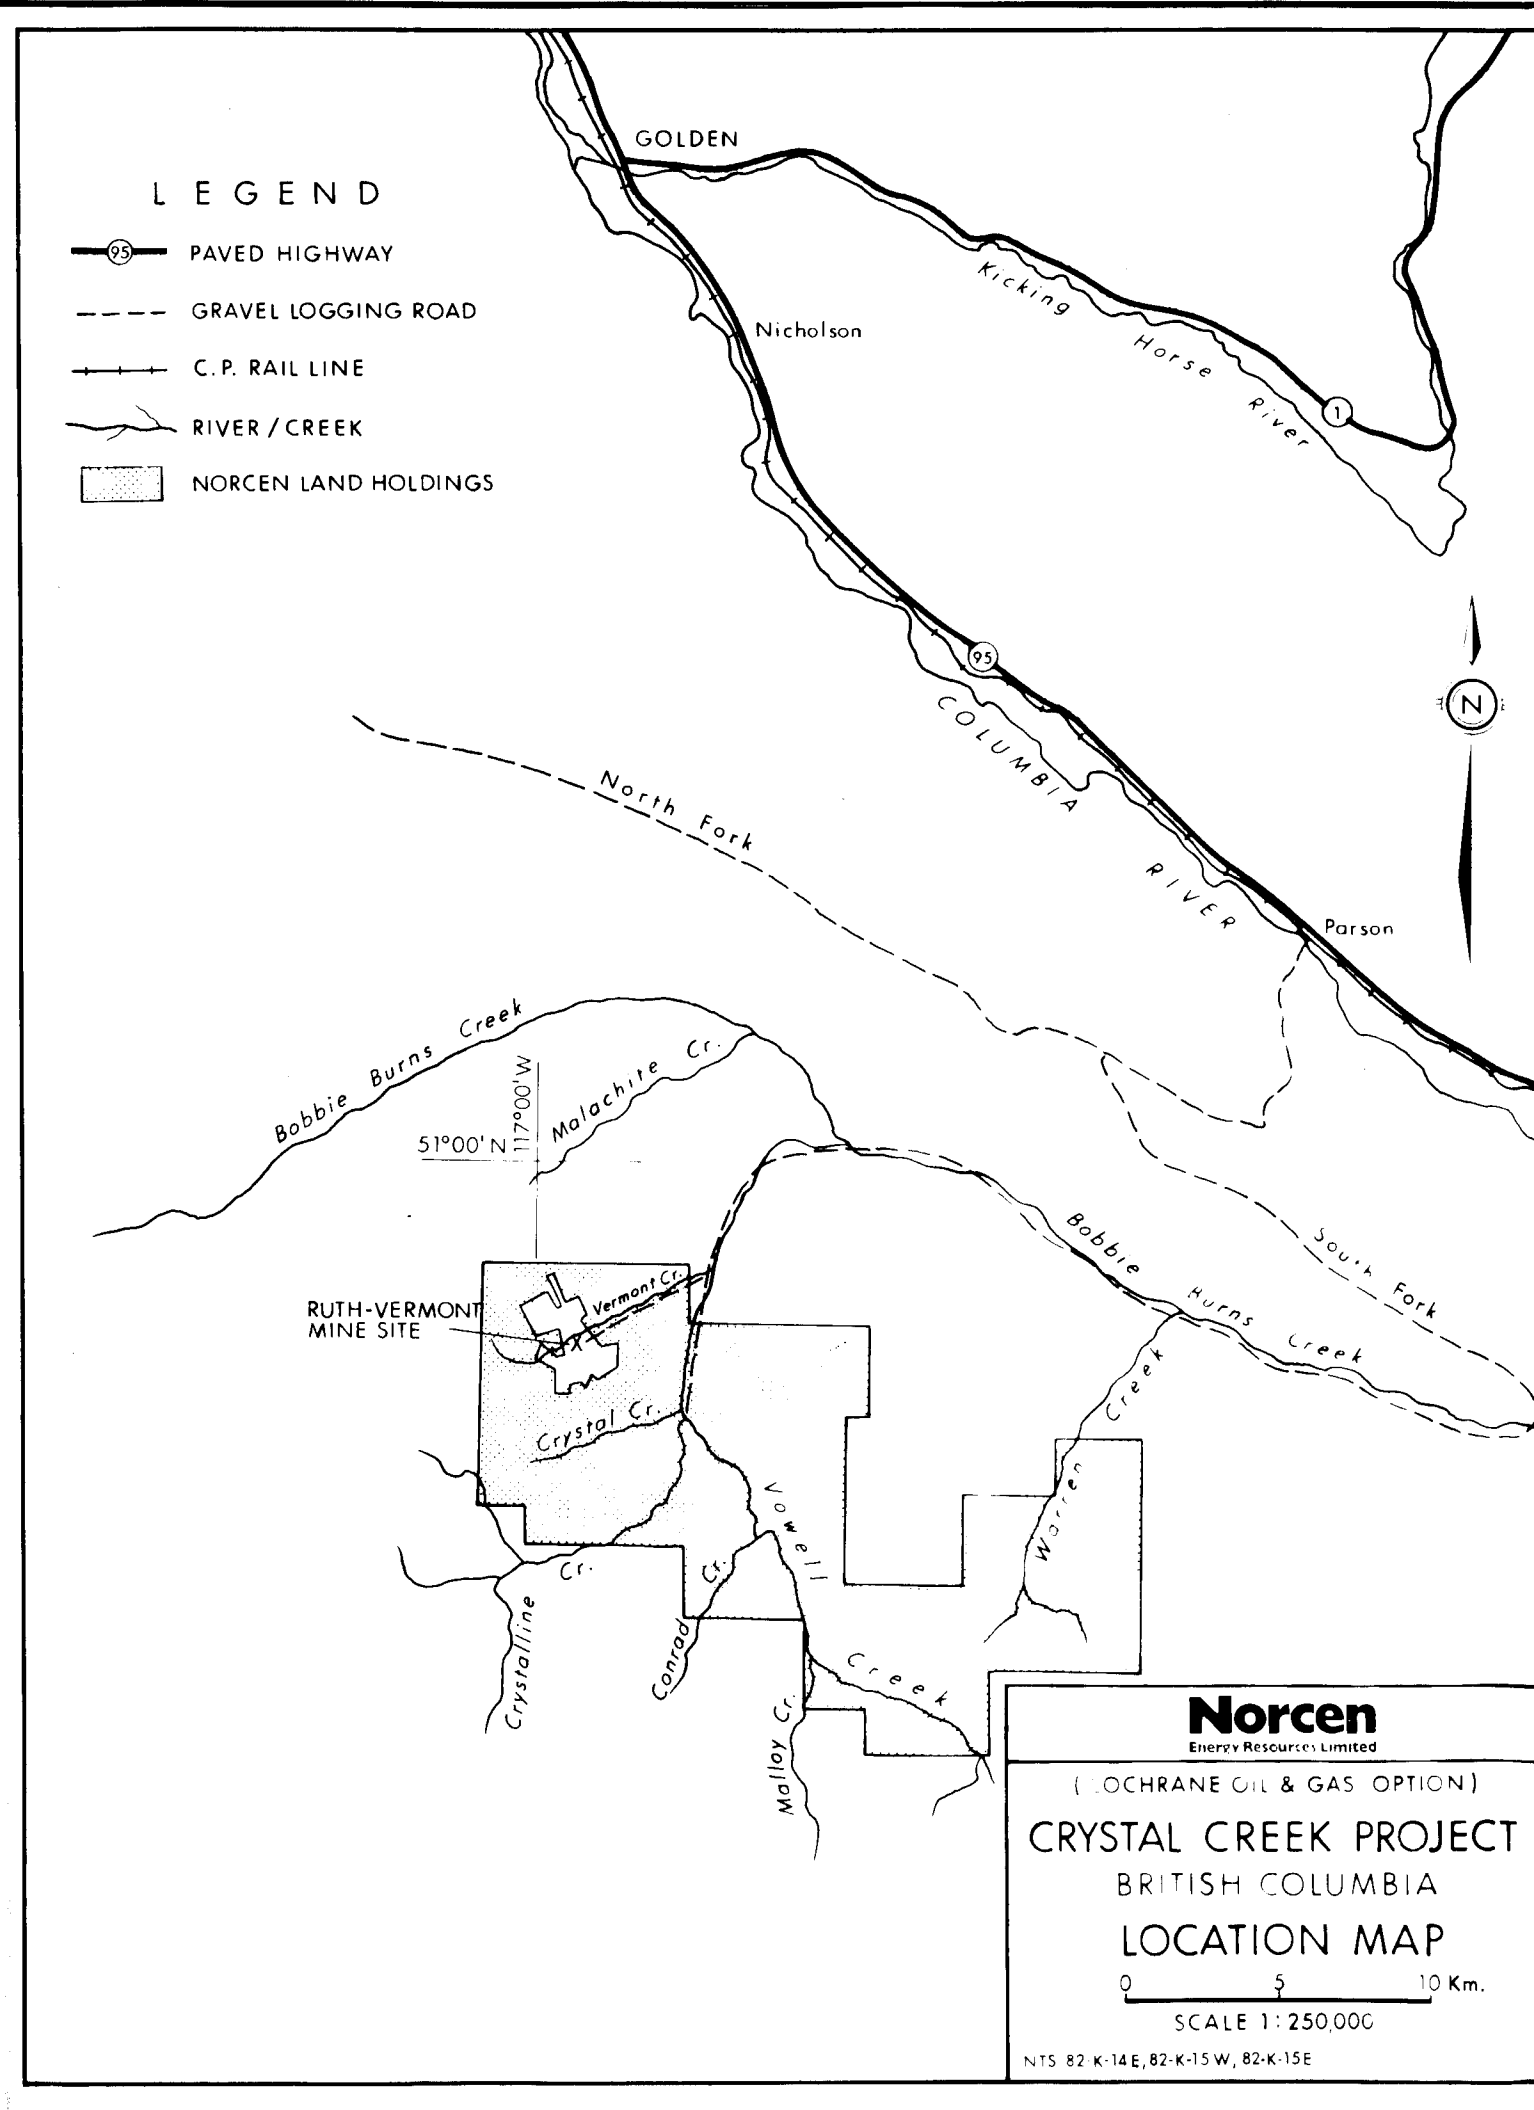 GOLDEN
LEGEND
95 PAVED HIGHWAY
GRAVEL LOGGING ROAD
C.P. RAIL LINE
RIVER / CREEK
NORCEN LAND HOLDINGS
Kicking Horse River
Nicholson
1
95
N
COLUMBIA RIVER
North Fork
Parson
Bobbie Burns Creek
Malachite Cr.
117°00'W
51°00'N
Bobbie Burns Creek
South Fork
Vermont Cr.
RUTH-VERMONT
MINE SITE
Crystal Cr.
Warren Creek
Vowell Creek
Crystalline Cr.
Conrad Cr.
Malloy Cr.
Norcen
Energy Resources Limited
(OCHRANE OIL & GAS OPTION)
CRYSTAL CREEK PROJECT
BRITISH COLUMBIA
LOCATION MAP
0 5 10 Km.
SCALE 1:250,000
NTS 82-K-14E, 82-K-15W, 82-K-15E